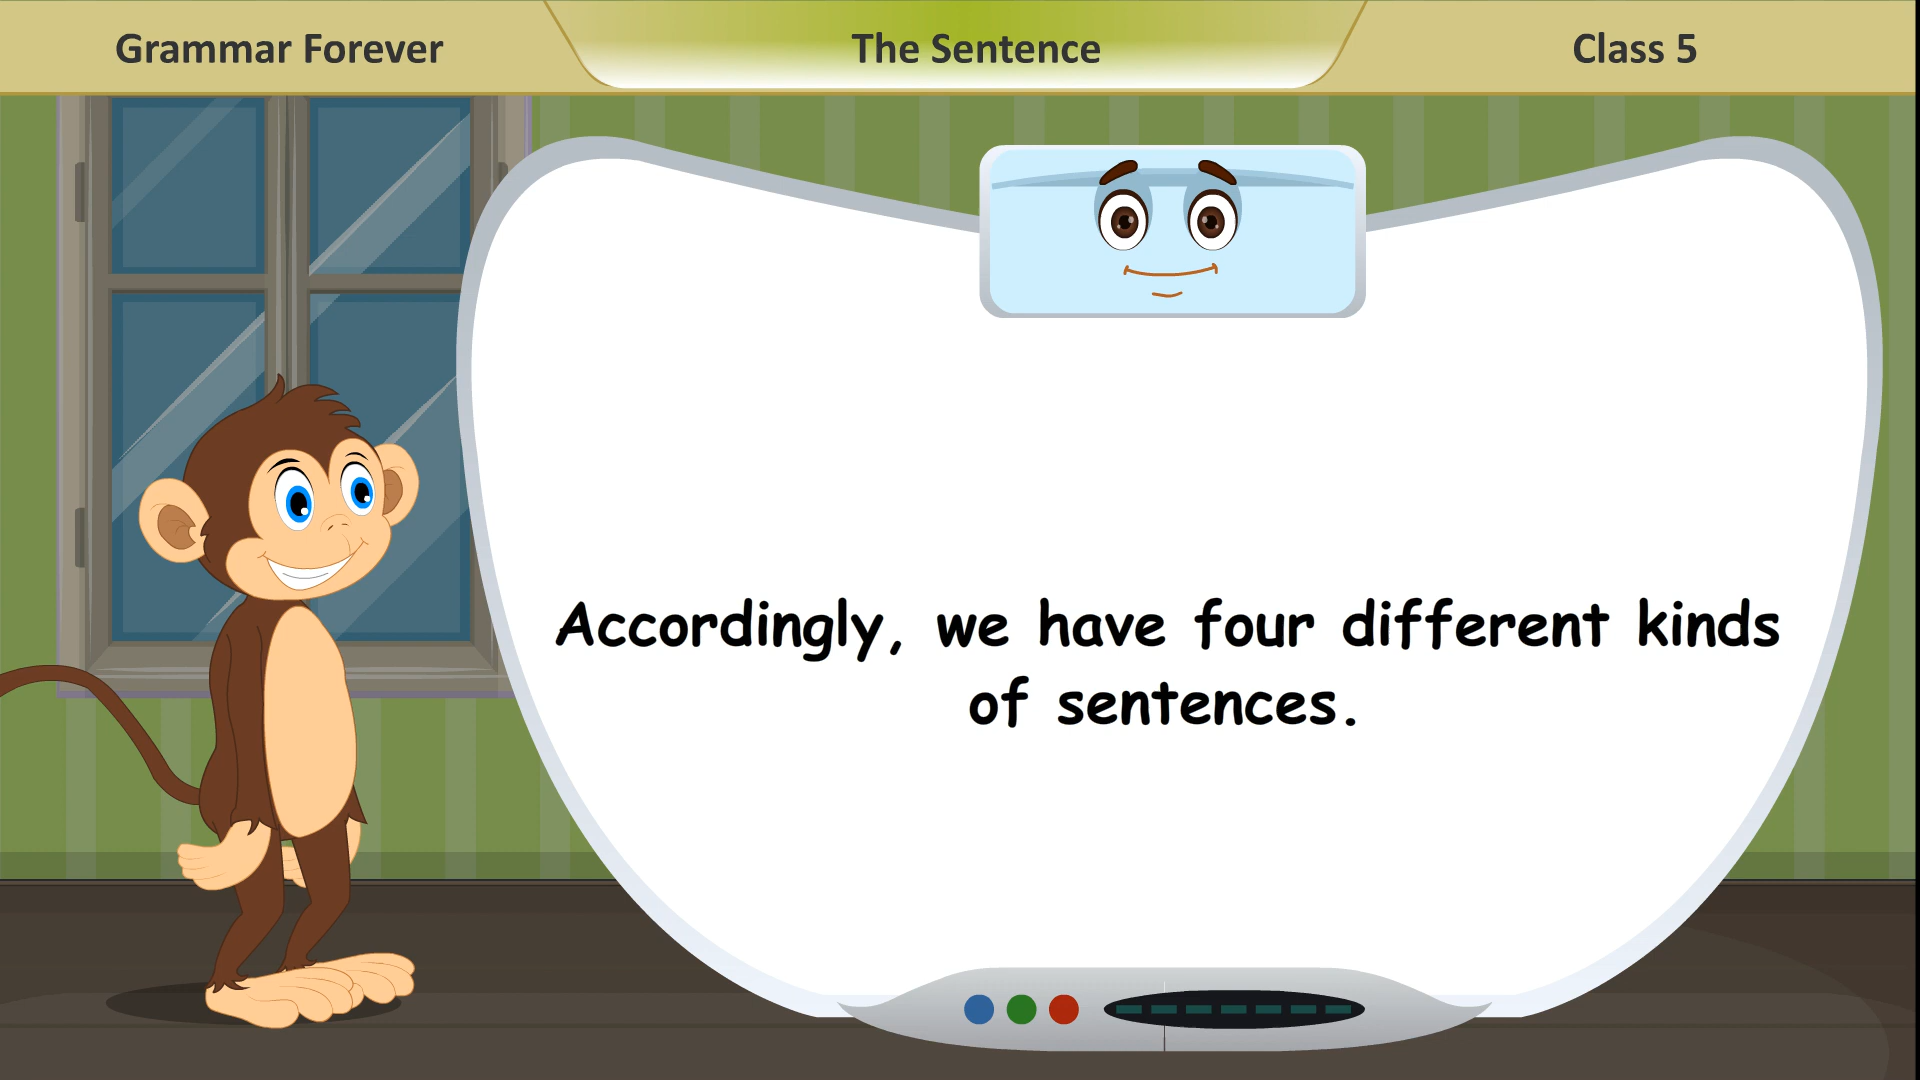 Grammar Forever
The Sentence
Class 5
Accordingly, we have four different kinds
of sentences.